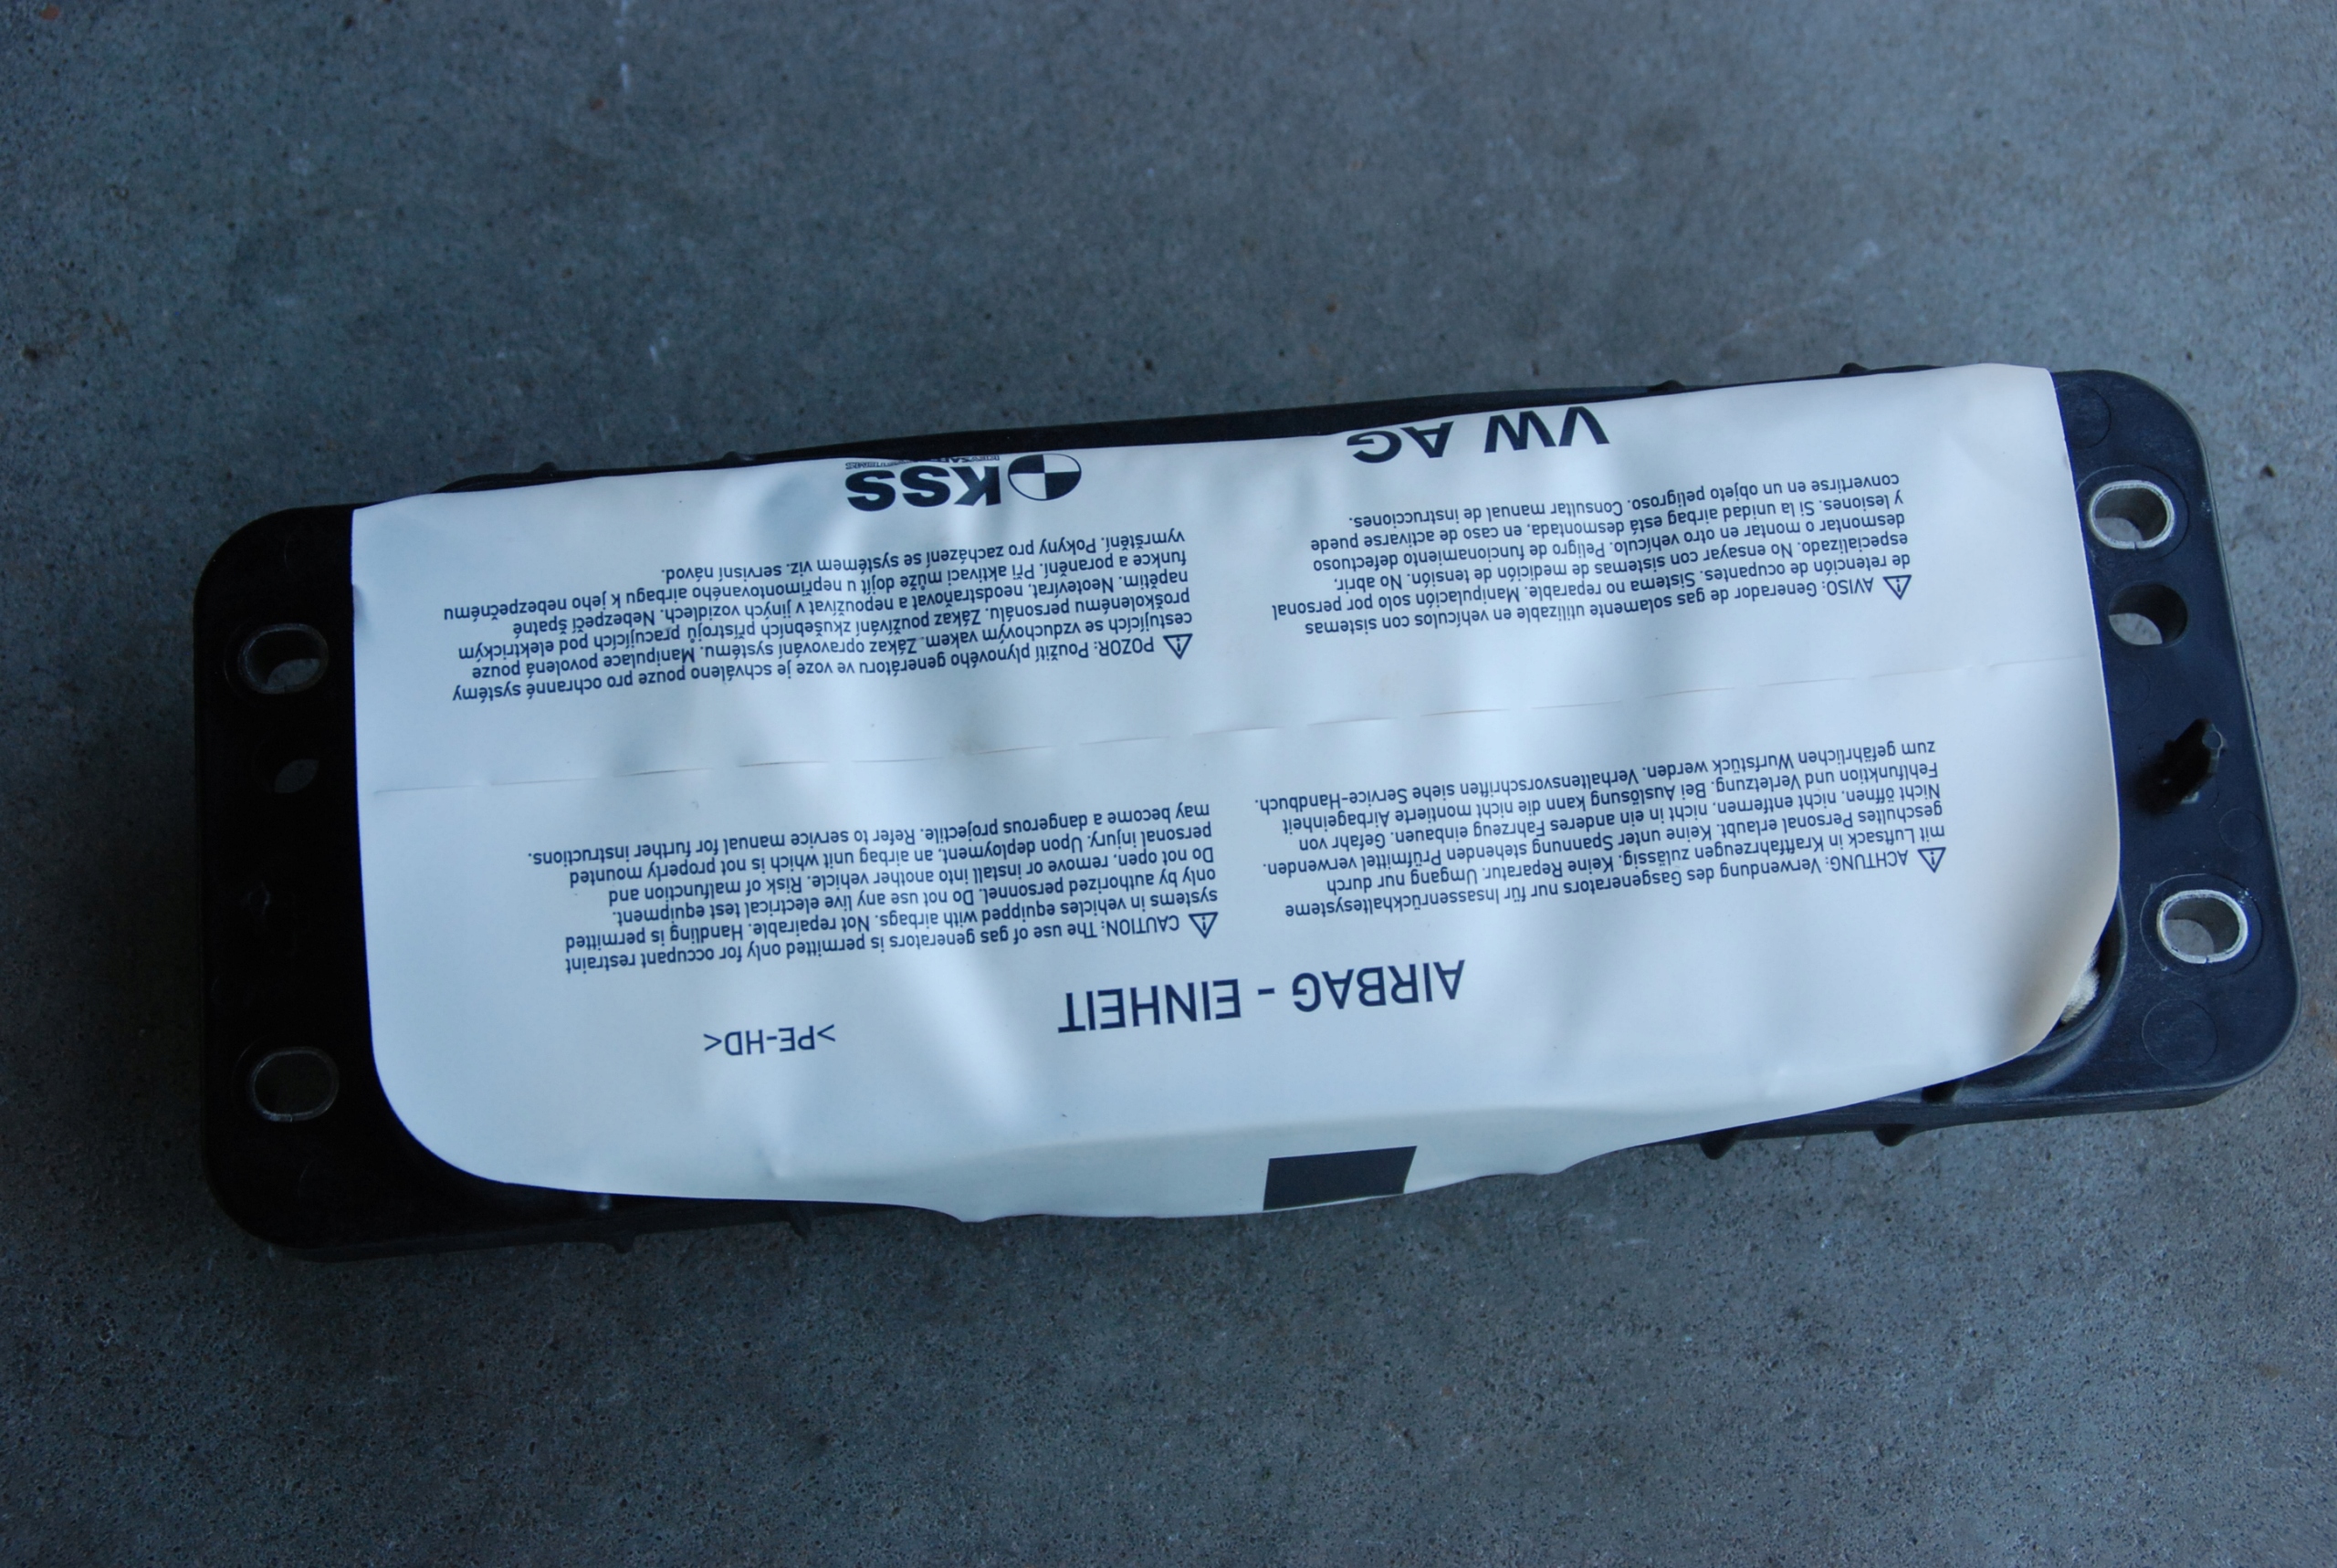 >PE-HD<
AIRBAG - EINHEIT
ACHTUNG: Verwendung des Gasgenerators nur für Insassenrückhaltesysteme
mit Luftsack in Kraftfahrzeugen zulässig. Keine Reparatur. Umgang nur durch
geschultes Personal erlaubt. Keine unter Spannung stehenden Prüfmittel verwenden.
Nicht öffnen, nicht entfernen, nicht in ein anderes Fahrzeug einbauen. Gefahr von
Fehlfunktion und Verletzung. Bei Auslösung kann die nicht montierte Airbageinheit
zum gefährlichen Wurfstück werden. Verhaltensvorschriften siehe Service-Handbuch.
CAUTION: The use of gas generators is permitted only for occupant restraint
systems in vehicles equipped with airbags. Not repairable. Handling is permitted
only by authorized personnel. Do not use any live electrical test equipment.
Do not open, remove or install into another vehicle. Risk of malfunction and
personal injury. Upon deployment, an airbag unit which is not properly mounted
may become a dangerous projectile. Refer to service manual for further instructions.
AVISO: Generador de gas solamente utilizable en vehículos con sistemas
de retención de ocupantes. Sistema no reparable. Manipulación solo por personal
especializado. No ensayar con sistemas de medición de tensión. No abrir,
desmontar o montar en otro vehículo. Peligro de funcionamiento defectuoso
y lesiones. Si la unidad airbag está desmontada, en caso de activarse puede
convertirse en un objeto peligroso. Consultar manual de instrucciones.
POZOR: Použití plynového generátoru ve voze je schváleno pouze pro ochranné systémy
cestujících se vzduchovým vakem. Zákaz opravování systému. Manipulace povolená pouze
proškolenému personálu. Zákaz používání zkušebních přístrojů pracujících pod elektrickým
napětím. Neotevírat, neodstraňovat a nepoužívat v jiných vozidlech. Nebezpečí špatné
funkce a poranění. Při aktivaci může dojít u nepřimontovaného airbagu k jeho nebezpečnému
vymrštění. Pokyny pro zacházení se systémem viz. servisní návod.
VW AG
KSS